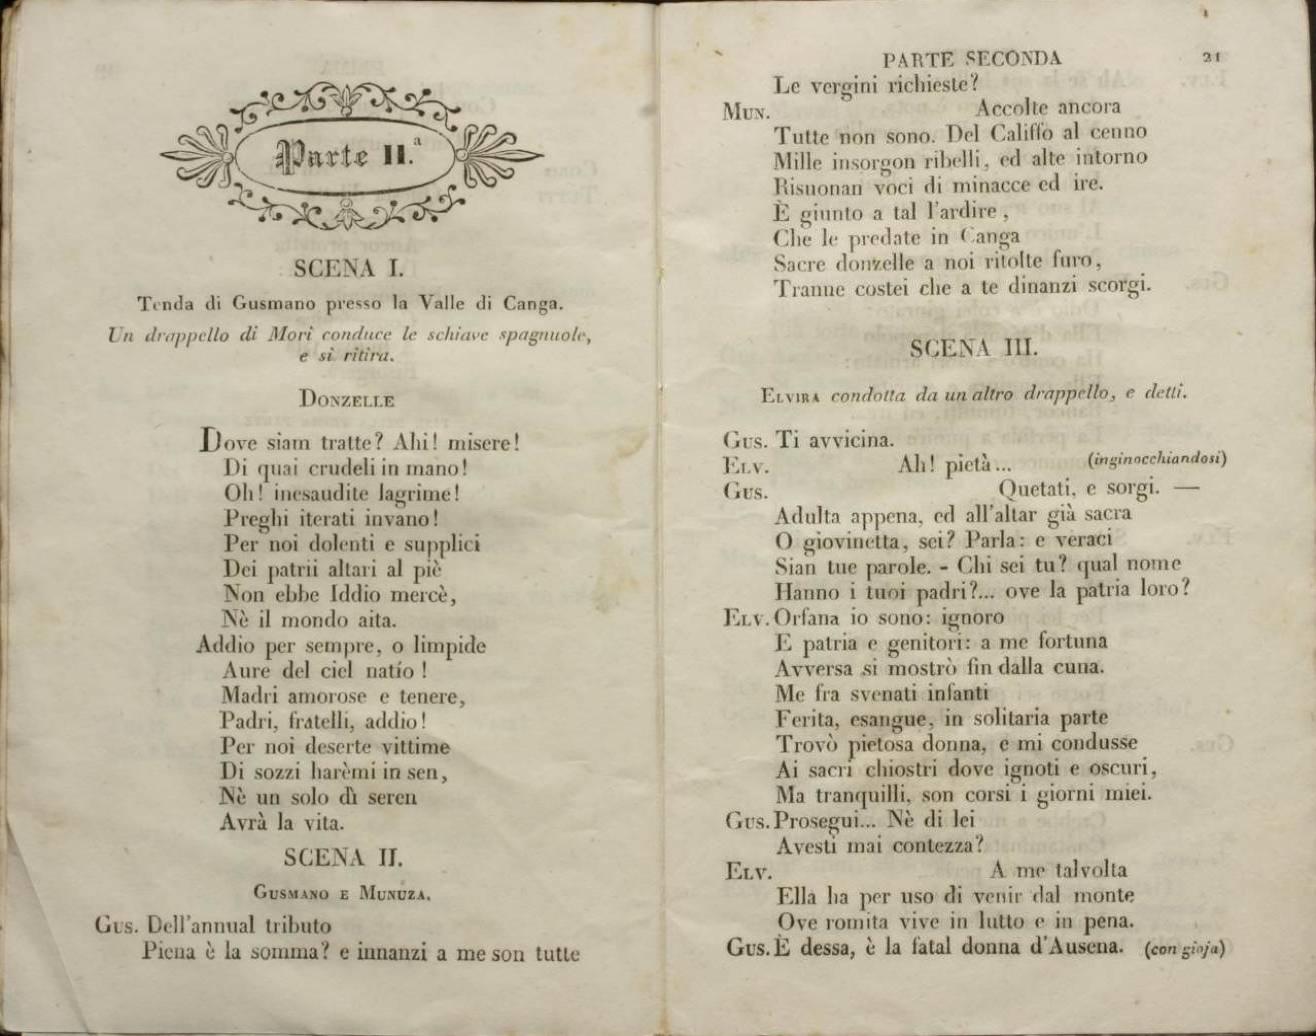 Parte II.ª
SCENA I.
Tenda di Gusmano presso la Valle di Canga.
Un drappello di Mori conduce le schiave spagnuole,
e si ritira.
DONZELLE
Dove siam tratte? Ahi! misere!
Di quai crudeli in mano!
Oh! inesaudite lagrime!
Preghi iterati invano!
Per noi dolenti e supplici
Dei patrii altari al piè
Non ebbe Iddio mercè,
Nè il mondo aita.
Addio per sempre, o limpide
Aure del ciel natío!
Madri amorose e tenere,
Padri, fratelli, addio!
Per noi deserte vittime
Di sozzi harèmi in sen,
Nè un solo dì seren
Avrà la vita.
SCENA II.
GUSMANO E MUNUZA.
GUS. Dell'annual tributo
Piena è la somma? e innanzi a me son tutte
PARTE SECONDA 21
Le vergini richieste?
MUN. Accolte ancora
Tutte non sono. Del Califfo al cenno
Mille insorgon ribelli, ed alte intorno
Risuonan voci di minacce ed ire.
È giunto a tal l'ardire,
Che le predate in Canga
Sacre donzelle a noi ritolte furo,
Tranne costei che a te dinanzi scorgi.
SCENA III.
ELVIRA condotta da un altro drappello, e detti.
GUS. Ti avvicina.
ELV. Ah! pietà... (inginocchiandosi)
GUS. Quetati, e sorgi. —
Adulta appena, ed all'altar già sacra
O giovinetta, sei? Parla: e veraci
Sian tue parole. - Chi sei tu? qual nome
Hanno i tuoi padri?... ove la patria loro?
ELV. Orfana io sono: ignoro
E patria e genitori: a me fortuna
Avversa si mostrò fin dalla cuna.
Me fra svenati infanti
Ferita, esangue, in solitaria parte
Trovò pietosa donna, e mi condusse
Ai sacri chiostri dove ignoti e oscuri,
Ma tranquilli, son corsi i giorni miei.
GUS. Prosegui... Nè di lei
Avesti mai contezza?
ELV. A me talvolta
Ella ha per uso di venir dal monte
Ove romita vive in lutto e in pena.
GUS. È dessa, è la fatal donna d'Ausena. (con gioja)